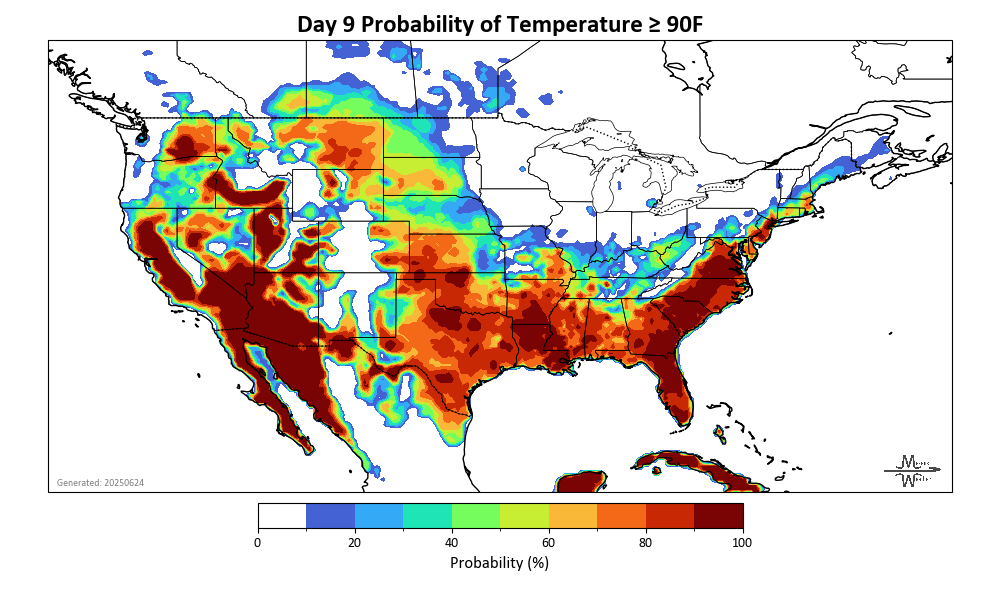 Day 9 Probability of Temperature ≥ 90F
Generated: 20250624
0 20 40 60 80 100
Probability (%)